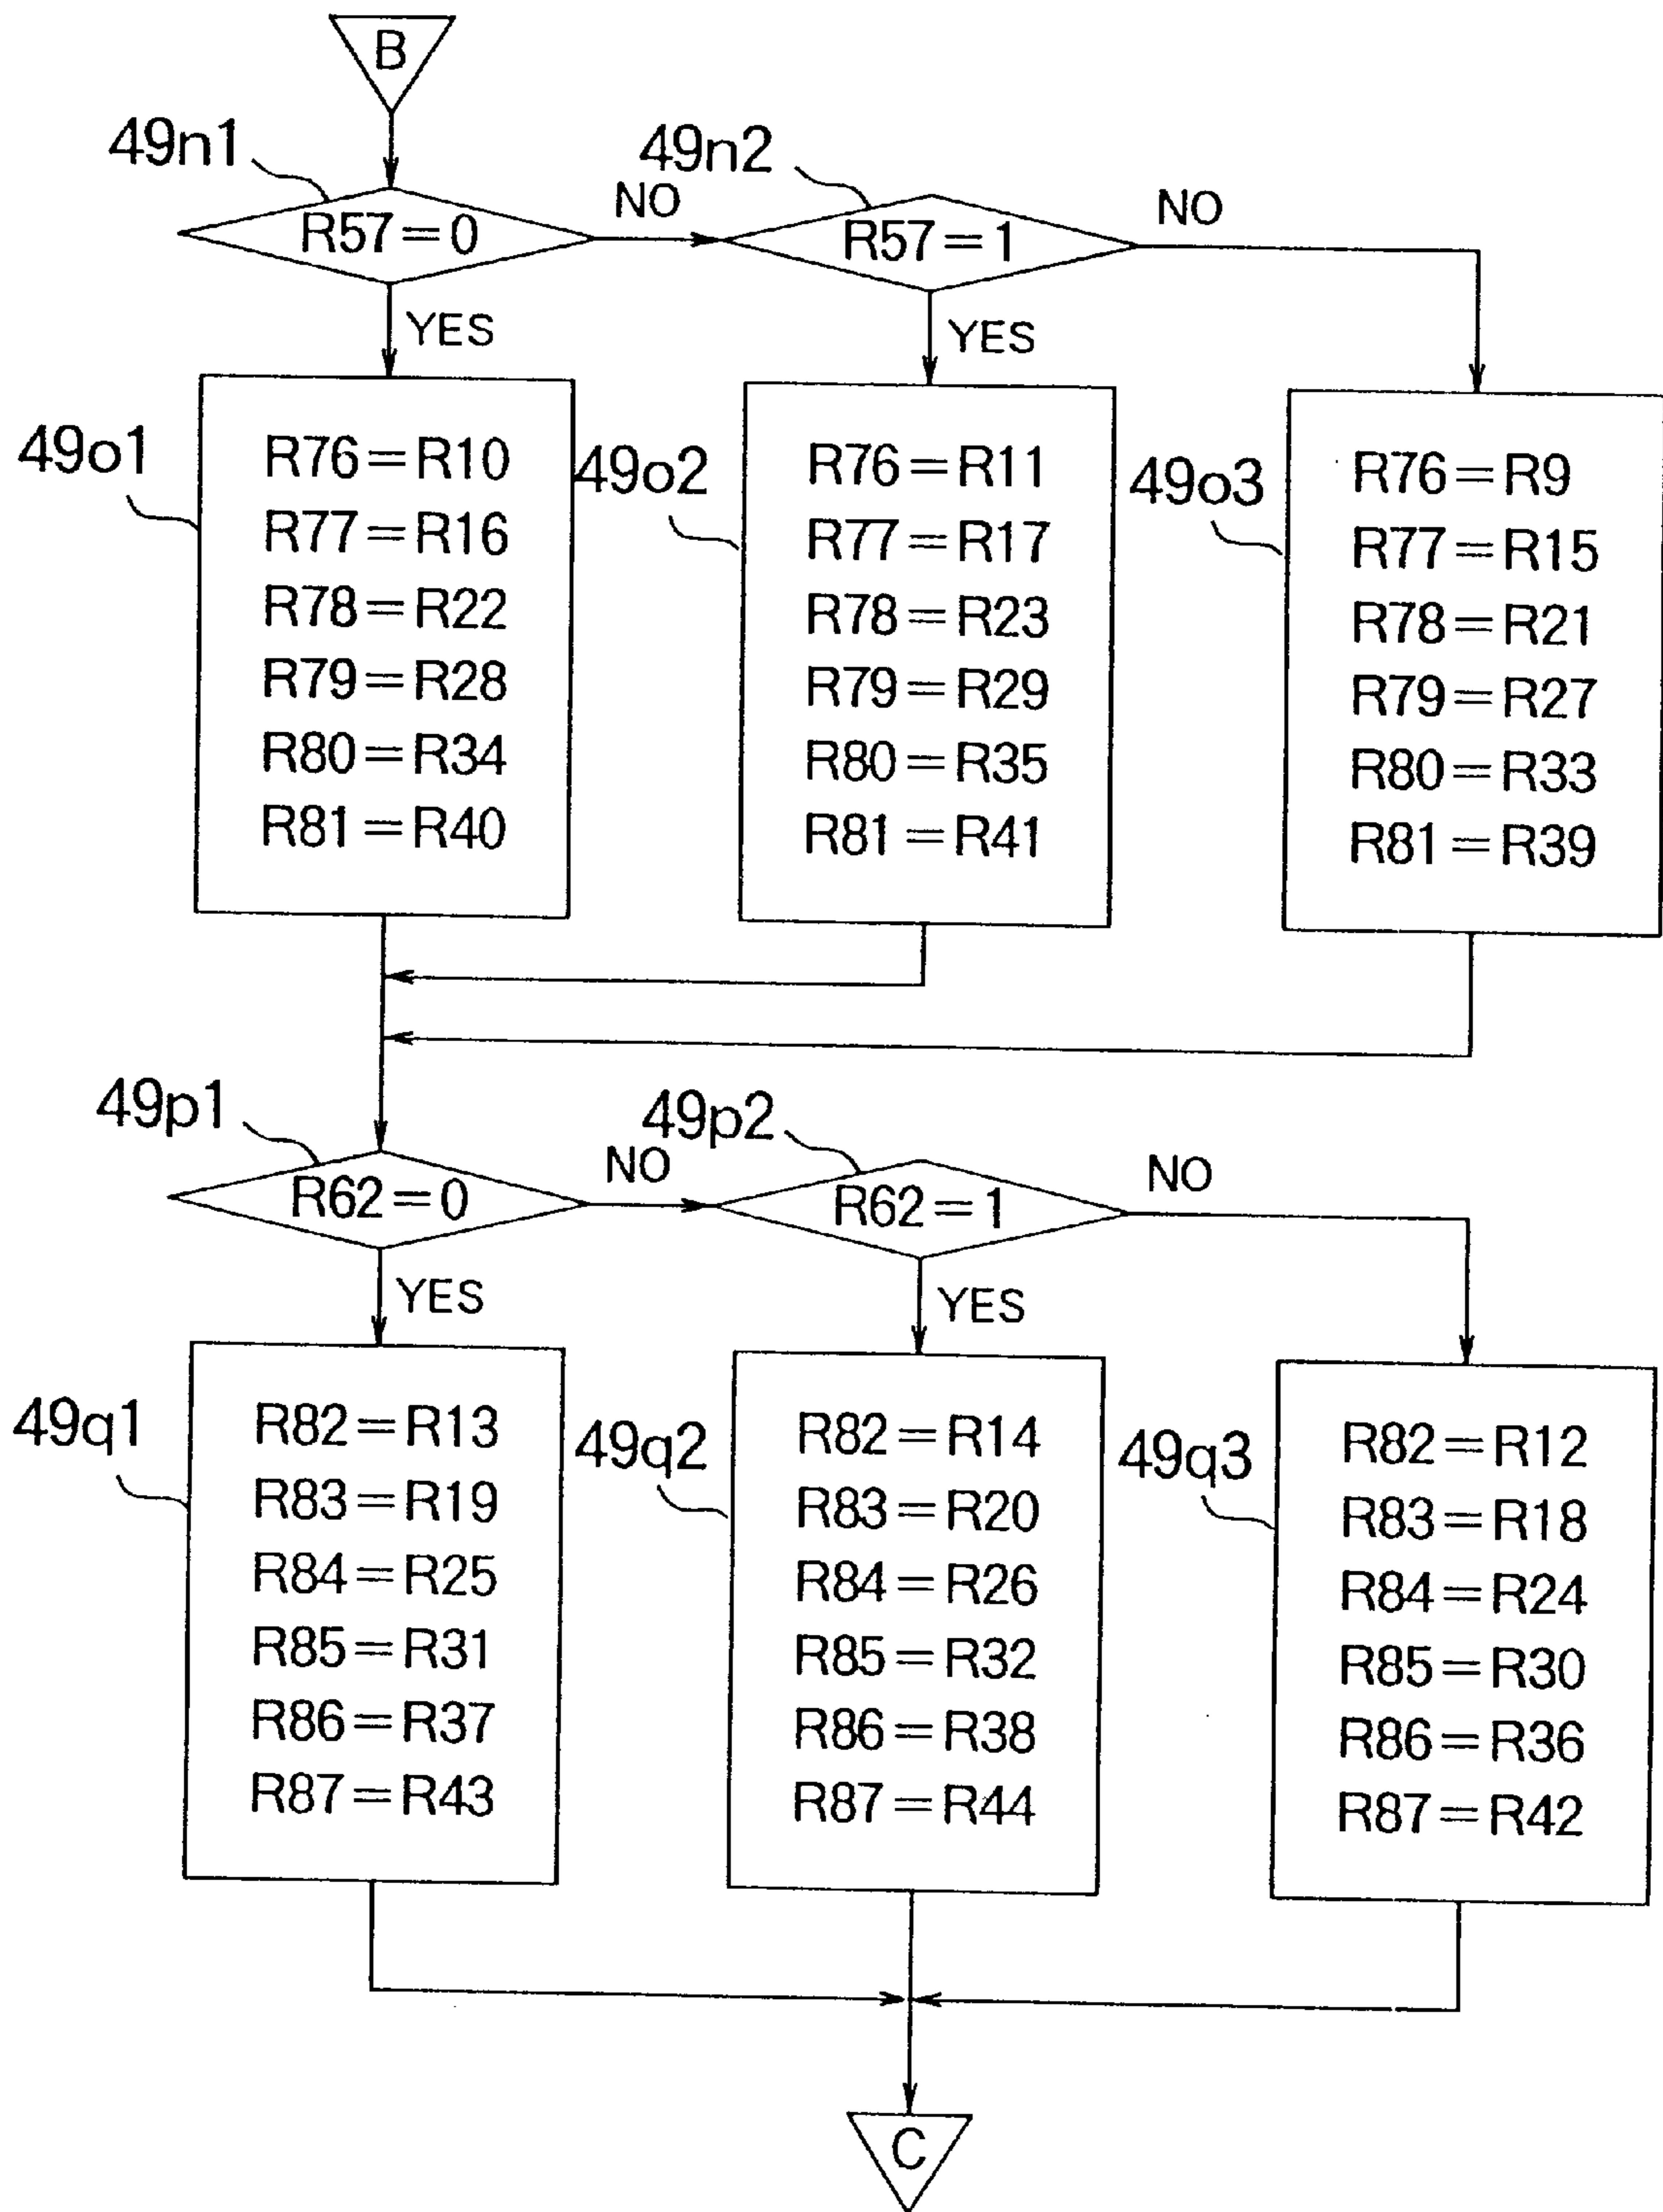 B
49n1
R57=0
NO
YES
49n2
R57=1
NO
YES
49o1
R76=R10
R77=R16
R78=R22
R79=R28
R80=R34
R81=R40
49o2
R76=R11
R77=R17
R78=R23
R79=R29
R80=R35
R81=R41
49o3
R76=R9
R77=R15
R78=R21
R79=R27
R80=R33
R81=R39
49p1
R62=0
NO
YES
49p2
R62=1
NO
YES
49q1
R82=R13
R83=R19
R84=R25
R85=R31
R86=R37
R87=R43
49q2
R82=R14
R83=R20
R84=R26
R85=R32
R86=R38
R87=R44
49q3
R82=R12
R83=R18
R84=R24
R85=R30
R86=R36
R87=R42
C